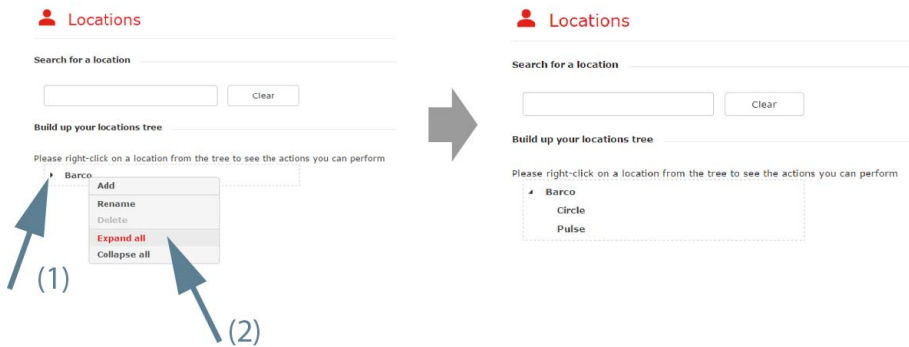 Locations
Search for a location
Clear
Build up your locations tree
Please right-click on a location from the tree to see the actions you can perform
Barco
Add
Rename
Delete
Expand all
Collapse all
(1)
(2)
Locations
Search for a location
Clear
Build up your locations tree
Please right-click on a location from the tree to see the actions you can perform
Barco
Circle
Pulse